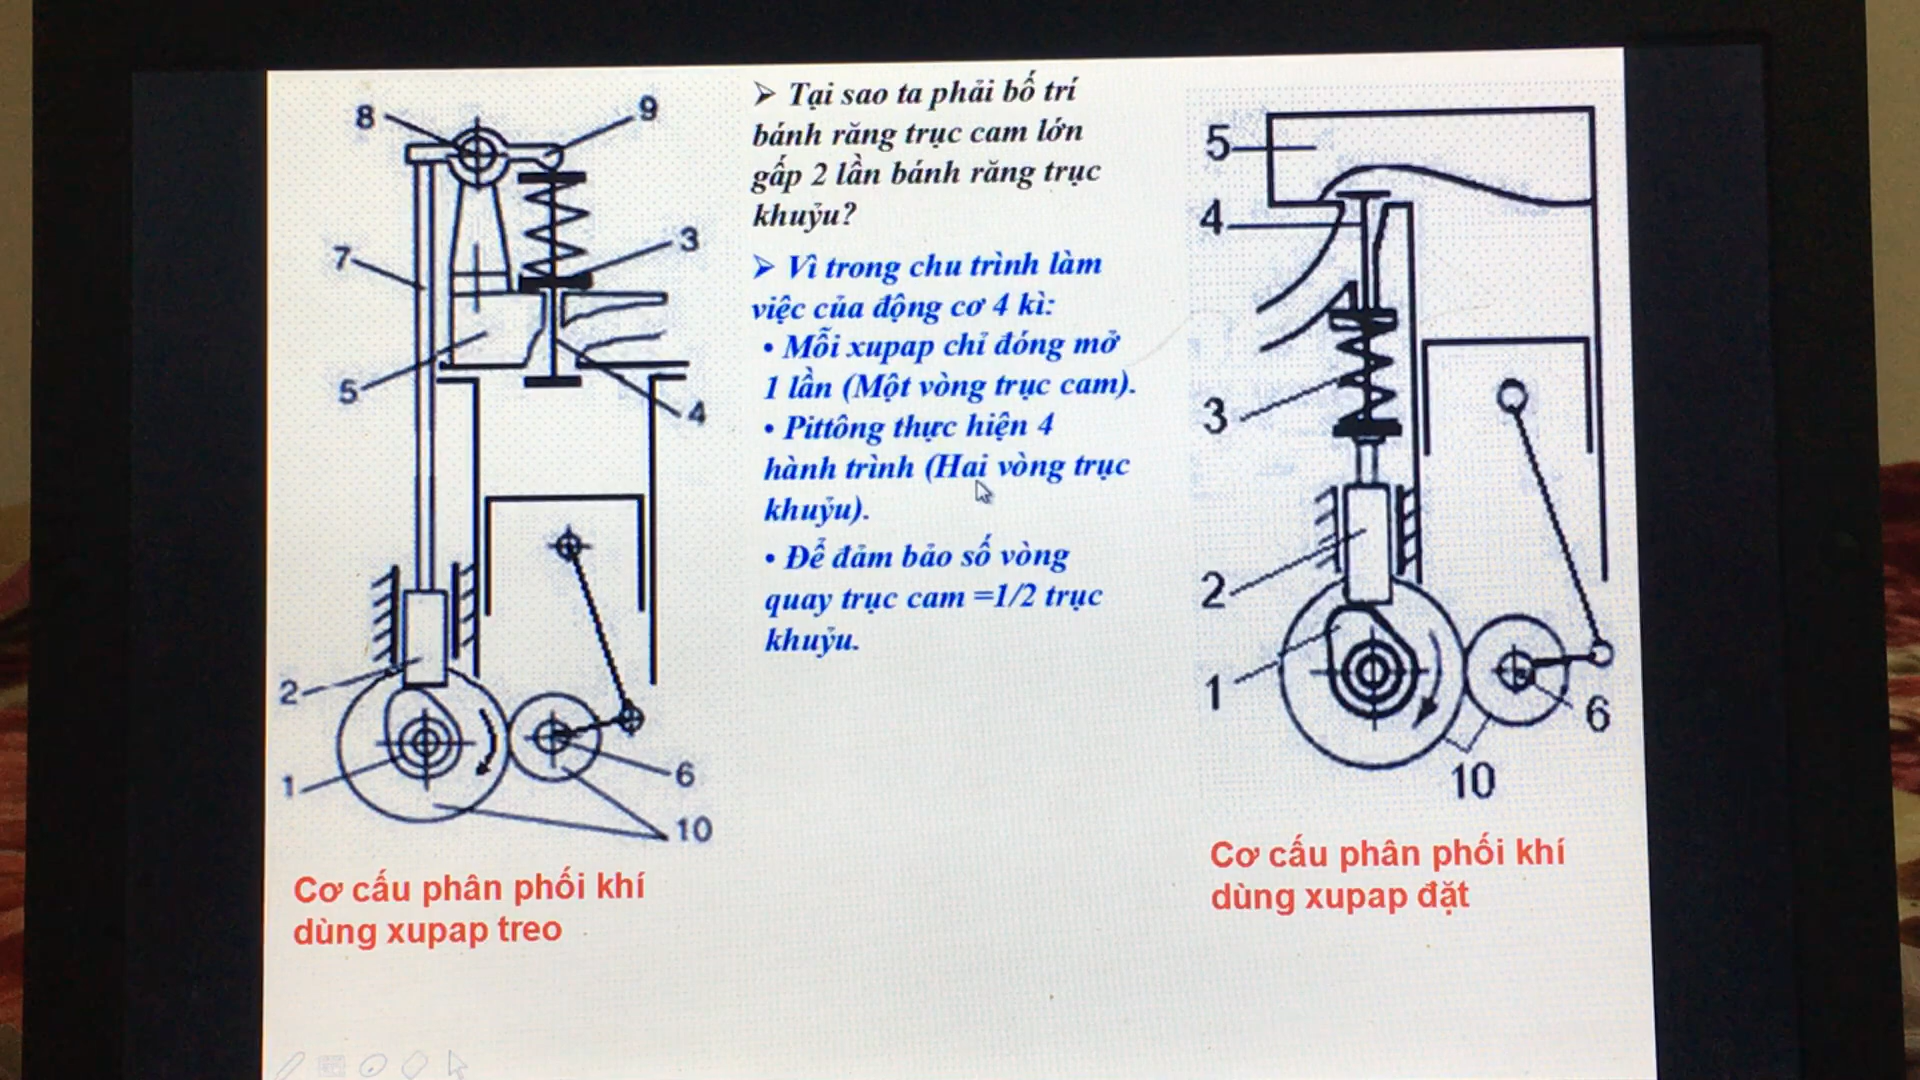 8
9
7
3
5
4
2
1
6
10
Cơ cấu phân phối khí
dùng xupap treo
➢ Tại sao ta phải bố trí
bánh răng trục cam lớn
gấp 2 lần bánh răng trục
khuỷu?
➢ Vì trong chu trình làm
việc của động cơ 4 kì:
• Mỗi xupap chỉ đóng mở
1 lần (Một vòng trục cam).
• Pittông thực hiện 4
hành trình (Hai vòng trục
khuỷu).
• Để đảm bảo số vòng
quay trục cam =1/2 trục
khuỷu.
5
4
3
2
1
6
10
Cơ cấu phân phối khí
dùng xupap đặt